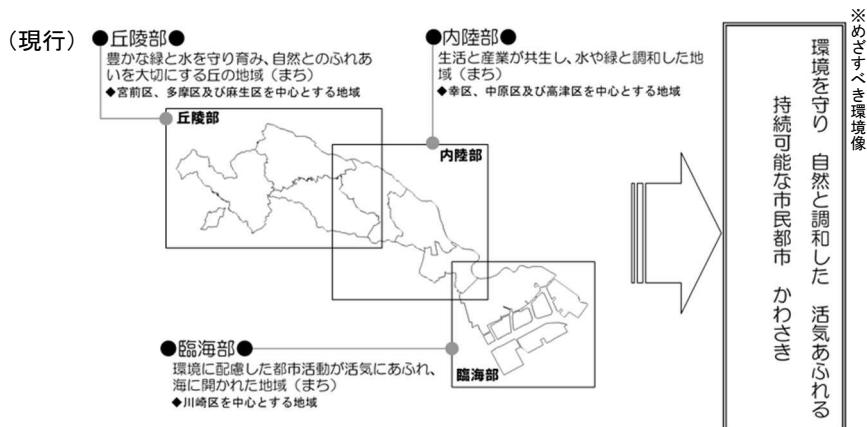 （現行）
●丘陵部●
豊かな緑と水を守り育み、自然とのふれあ
いを大切にする丘の地域（まち）
◆宮前区、多摩区及び麻生区を中心とする地域
●内陸部●
生活と産業が共生し、水や緑と調和した地
域（まち）
◆幸区、中原区及び高津区を中心とする地域
丘陵部
内陸部
臨海部
●臨海部●
環境に配慮した都市活動が活気にあふれ、
海に開かれた地域（まち）
◆川崎区を中心とする地域
※めざすべき環境像
環境を守り　自然と調和した　活気あふれる
持続可能な市民都市　かわさき